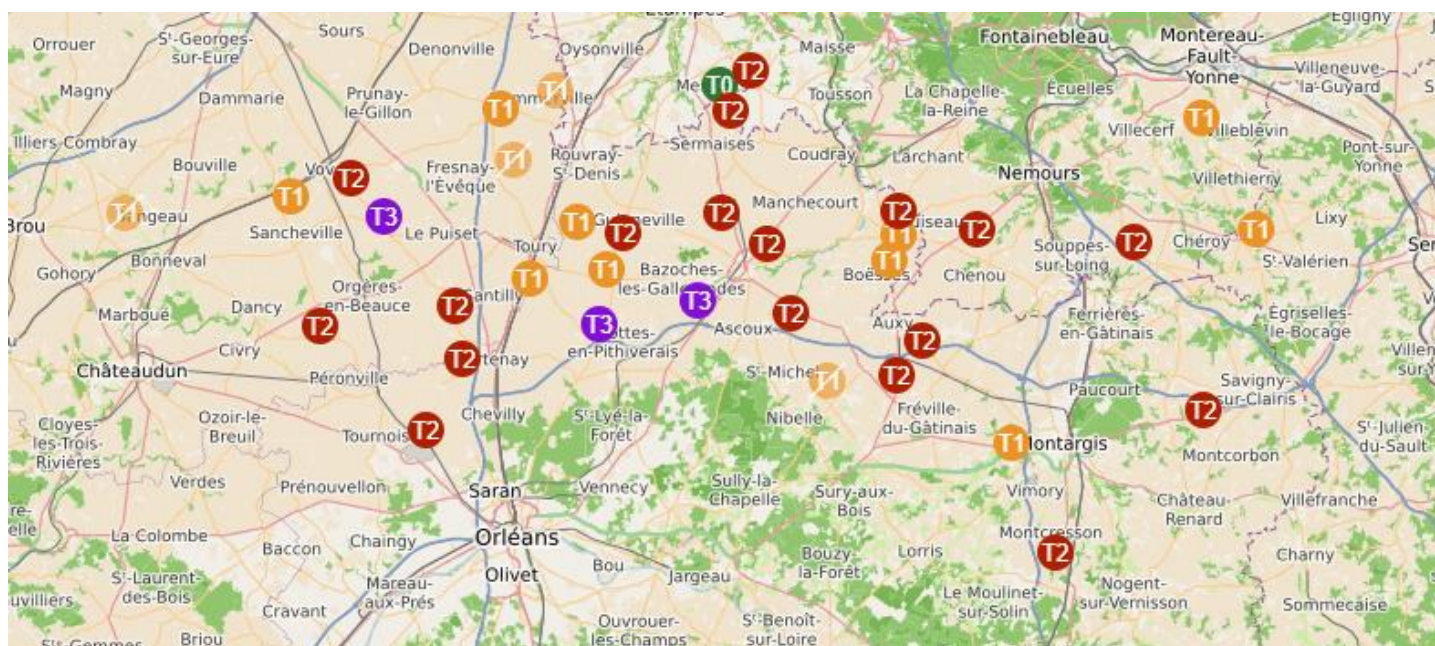 Étampes
Égligny
Orrouer
Sᵗ-Georges-
sur-Eure
Sours
Denonville
Oysonville
Maisse
Fontainebleau
Montereau-
Fault-
Yonne
Villeneuve-
la-Guyard
Magny
Dammarie
Prunay-
le-Gillon
T1
T1
T0
T2
T2
Tousson
La Chapelle-
la-Reine
Écuelles
T1
Villeblevin
Villecerf
Illiers-Combray
Bouville
Fresnay-
l'Évêque
T1
Rouvray-
Sᵗ-Denis
Sermaises
Coudray
Larchant
Nemours
Pont-sur-
Yonne
Villethierry
T2
T1
T1
T3
Brou
Sancheville
Le Puiset
Toury
T1
T2
T2
T2
Manchecourt
T2
T1
T1
T2
Souppes-
sur-Loing
T2
Chéroy
T1
Lixy
Sᵗ-Valérien
Bonneval
Gohory
Orgères-
en-Beauce
T1
T1
Bazoches-
les-Gallerandes
Boësses
Chenou
Marboué
Dancy
T2
T2
Santilly
T3
T3
Ascoux
T2
Auxy
T2
Ferrières-
en-Gâtinais
Égriselles-
le-Bocage
Civry
T2
en-Pithiverais
Châteaudun
Péronville
Sᵗ-Michel
T1
T2
Paucourt
Savigny-
sur-Clairis
T2
Cloyes-
les-Trois-
Rivières
Ozoir-le-
Breuil
Tournois
T2
Chevilly
Sᵗ-Lyé-la-
Forêt
Nibelle
Fréville-
du-Gâtinais
T1
Montargis
Montcorbon
Sᵗ-Julien-
du-Sault
Verdes
Prénouvellon
Saran
Vennecy
Sully-la-
Chapelle
Sury-aux-
Bois
Vimory
Château-
Renard
Villefranche
La Colombe
Baccon
Chaingy
Orléans
Bou
Bouzy-
la-Forêt
Lorris
Montcresson
T2
Charny
Sᵗ-Laurent-
des-Bois
Mareau-
aux-Prés
Olivet
Jargeau
Le Moulinet-
sur-Solin
Nogent-
sur-Vernisson
Sommecaise
Cravant
Briou
Ouvrouer-
les-Champs
Sᵗ-Benoît-
sur-Loire